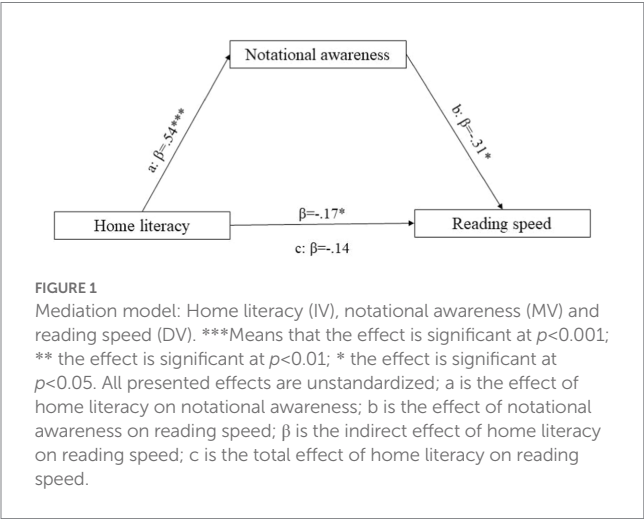 Notational awareness
a: β=.54***
b: β=-.31*
Home literacy
β=-.17*
c: β=-.14
Reading speed
FIGURE 1
Mediation model: Home literacy (IV), notational awareness (MV) and
reading speed (DV). ***Means that the effect is significant at p<0.001;
** the effect is significant at p<0.01; * the effect is significant at
p<0.05. All presented effects are unstandardized; a is the effect of
home literacy on notational awareness; b is the effect of notational
awareness on reading speed; β is the indirect effect of home literacy
on reading speed; c is the total effect of home literacy on reading
speed.